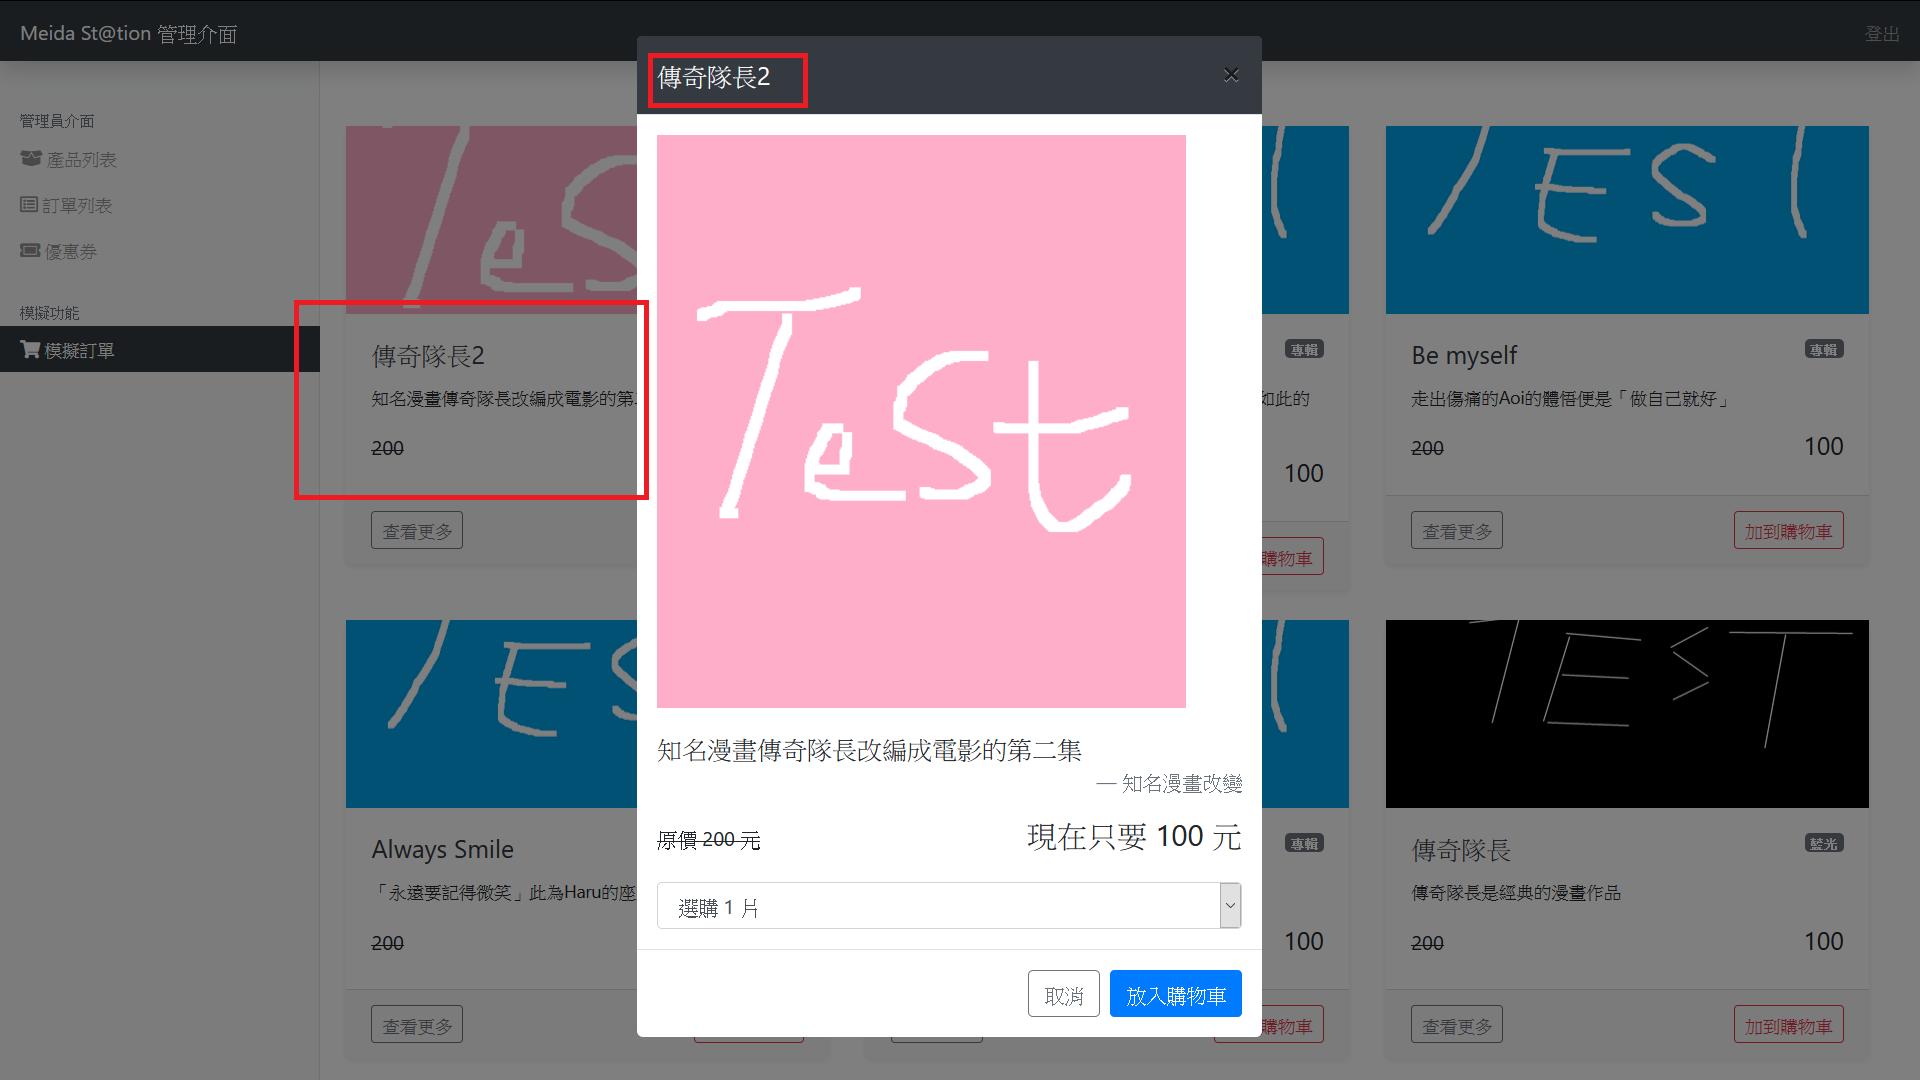 Meida St@tion 管理介面
登出
管理員介面
產品列表
訂單列表
優惠券
模擬功能
模擬訂單
TeS
傳奇隊長2
知名漫畫傳奇隊長改編成電影的第二
200
查看更多
專輯
如此的
100
購物車
TEST
Be myself
專輯
走出傷痛的Aoi的體悟便是「做自己就好」
200
100
查看更多
加到購物車
TES
Always Smile
「永遠要記得微笑」此為Haru的座
200
查看更多
專輯
100
購物車
TEST
傳奇隊長
藍光
傳奇隊長是經典的漫畫作品
200
100
查看更多
加到購物車
傳奇隊長2
×
TeSt
知名漫畫傳奇隊長改編成電影的第二集
— 知名漫畫改變
原價 200 元
現在只要 100 元
選購 1 片
取消
放入購物車